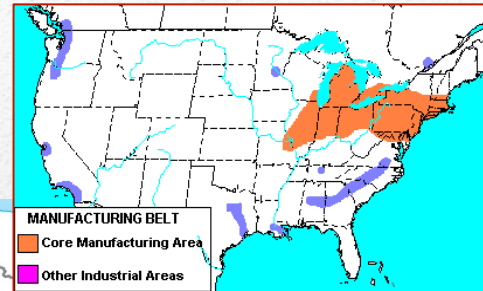 MANUFACTURING BELT
Core Manufacturing Area
Other Industrial Areas